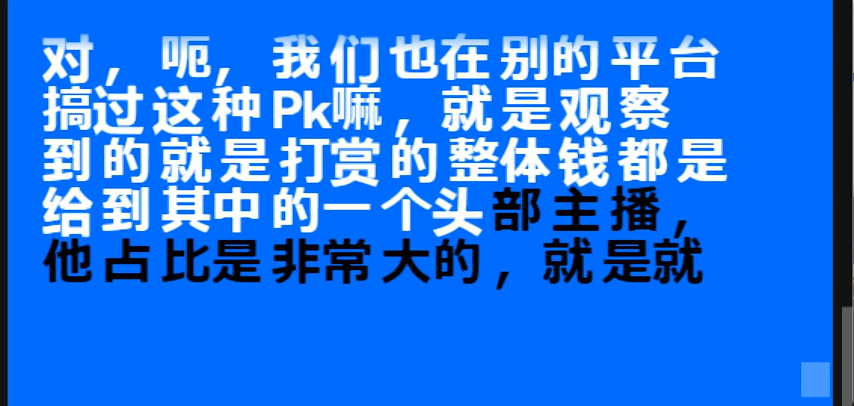 对，呃，我们也在别的平台
搞过这种Pk嘛，就是观察
到的就是打赏的整体钱都是
给到其中的一个头部主播，
他占比是非常大的，就是就